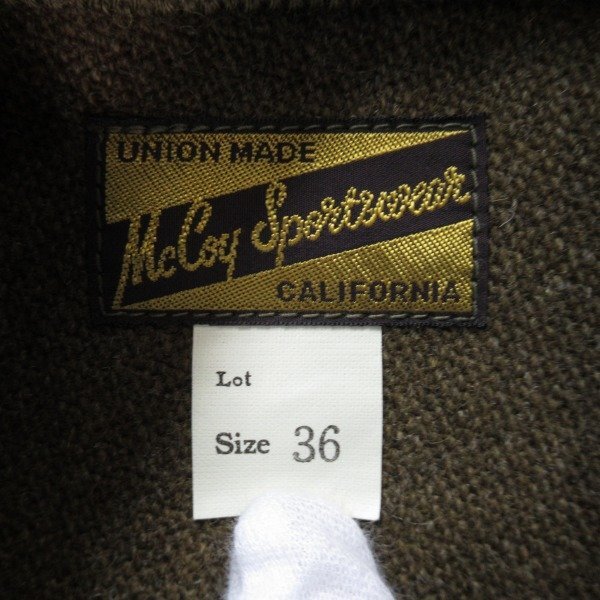 UNION MADE
McCoy Sportswear
CALIFORNIA
Lot
Size 36